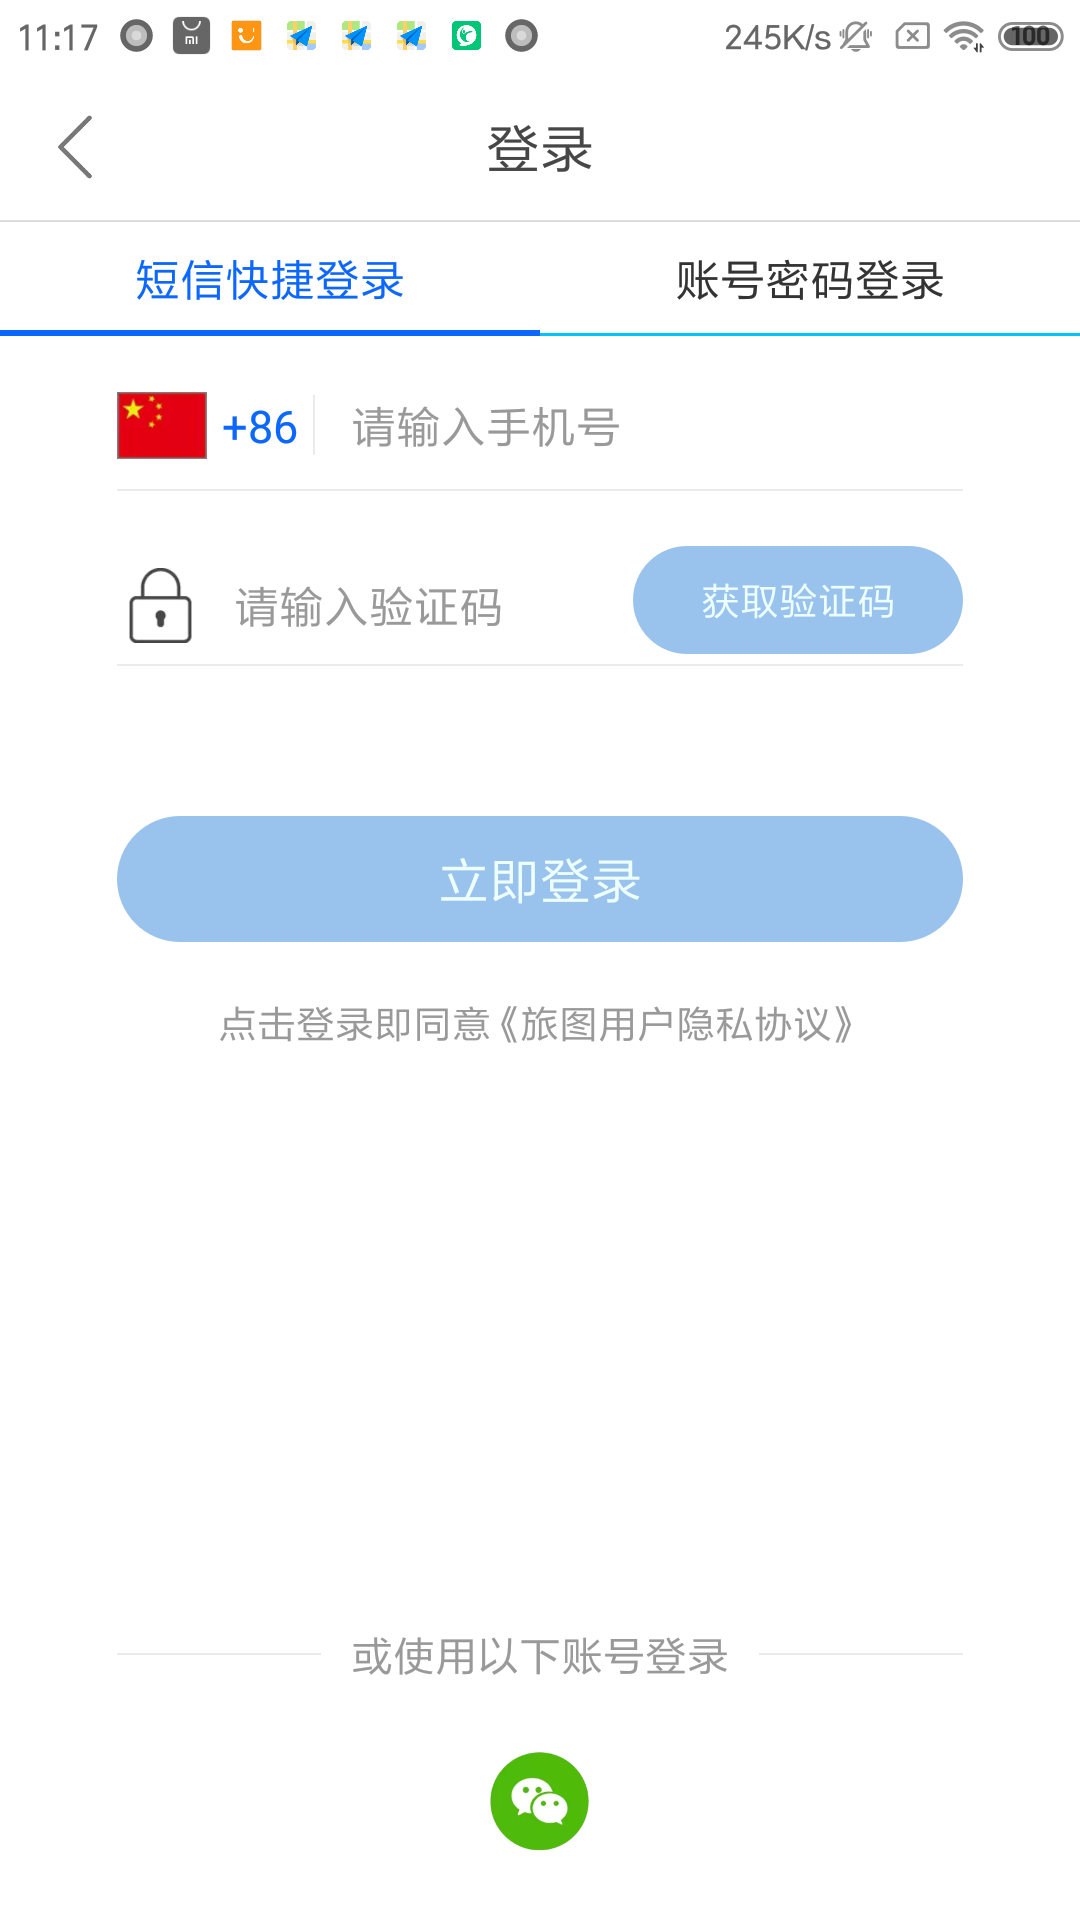 11:17 245K/s 100
登录
短信快捷登录 账号密码登录
+86 请输入手机号
请输入验证码 获取验证码
立即登录
点击登录即同意《旅图用户隐私协议》
或使用以下账号登录